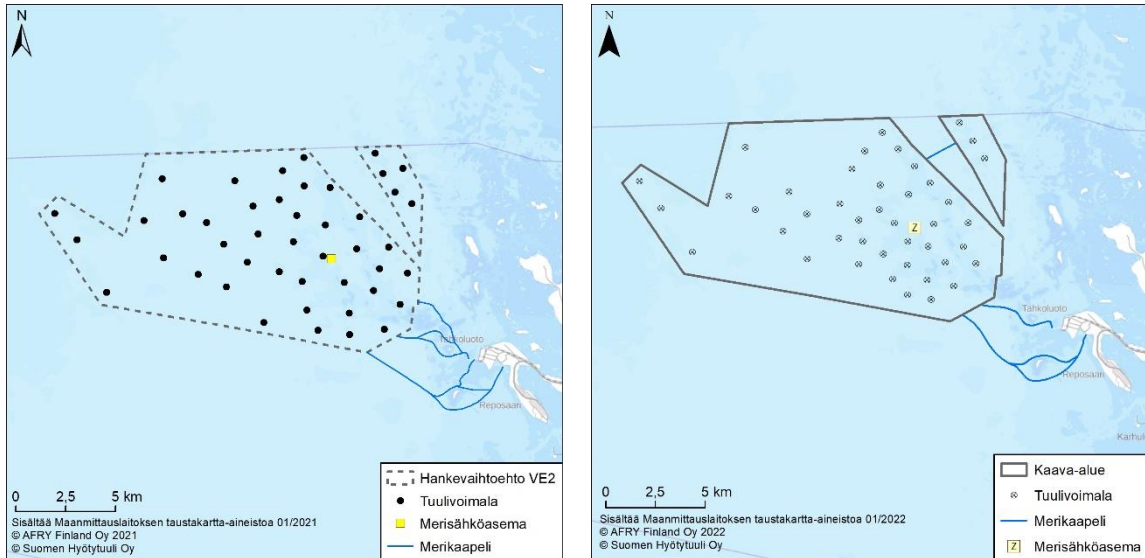 N
Tahkoluoto
Reposaari
Hankevaihtoehto VE2
Tuulivoimala
Merisähköasema
Merikaapeli
0 2,5 5 km
Sisältää Maanmittauslaitoksen taustakartta-aineistoa 01/2021
© AFRY Finland Oy 2021
© Suomen Hyötytuuli Oy
N
Z
Tahkoluoto
Reposaari
Karhul
Kaava-alue
Tuulivoimala
Merikaapeli
Z Merisähköasema
0 2,5 5 km
Sisältää Maanmittauslaitoksen taustakartta-aineistoa 01/2022
© AFRY Finland Oy 2022
© Suomen Hyötytuuli Oy